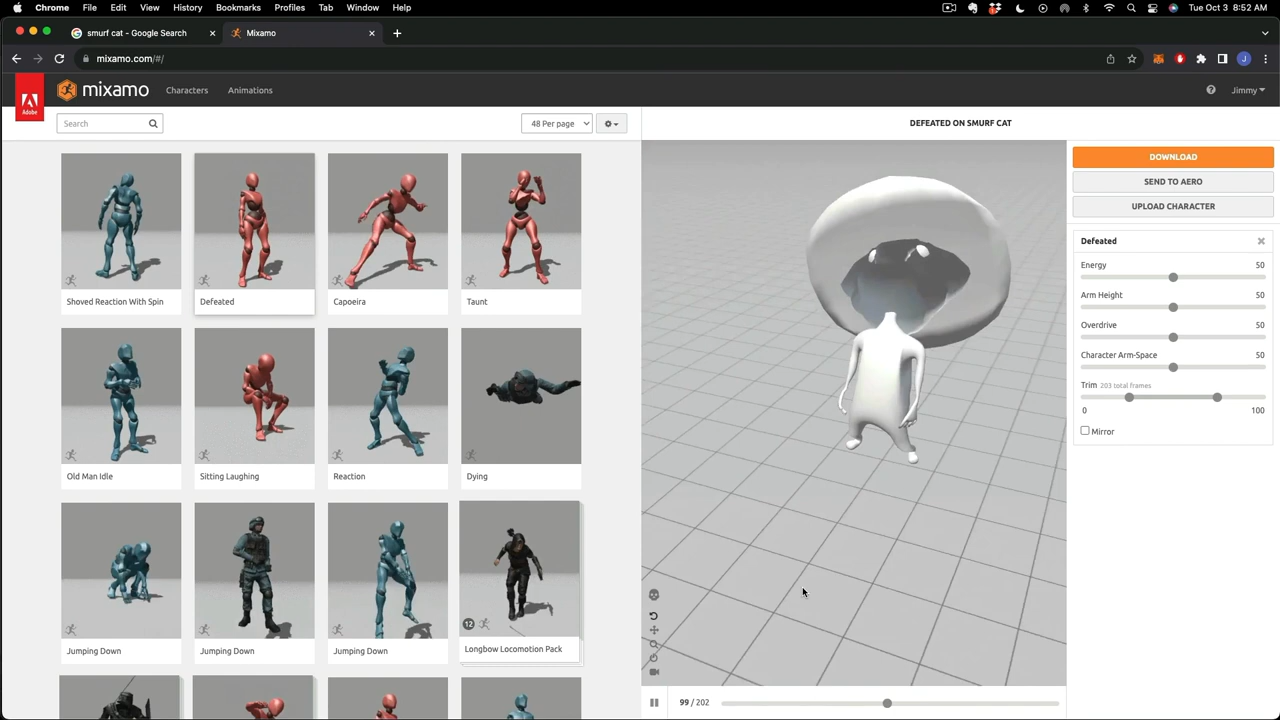 Chrome File Edit View History Bookmarks Profiles Tab Window Help Tue Oct 3 8:52 AM
smurf cat - Google Search Mixamo
mixamo.com/#/ J
Adobe mixamo Characters Animations Jimmy
Search 48 Per page DEFEATED ON SMURF CAT
DOWNLOAD
SEND TO AERO
UPLOAD CHARACTER
Defeated
Energy 50
Arm Height 50
Overdrive 50
Character Arm-Space 50
Trim 203 total frames
0 100
Mirror
Shoved Reaction With Spin Defeated Capoeira Taunt
Old Man Idle Sitting Laughing Reaction Dying
12
Jumping Down Jumping Down Jumping Down Longbow Locomotion Pack
99 / 202